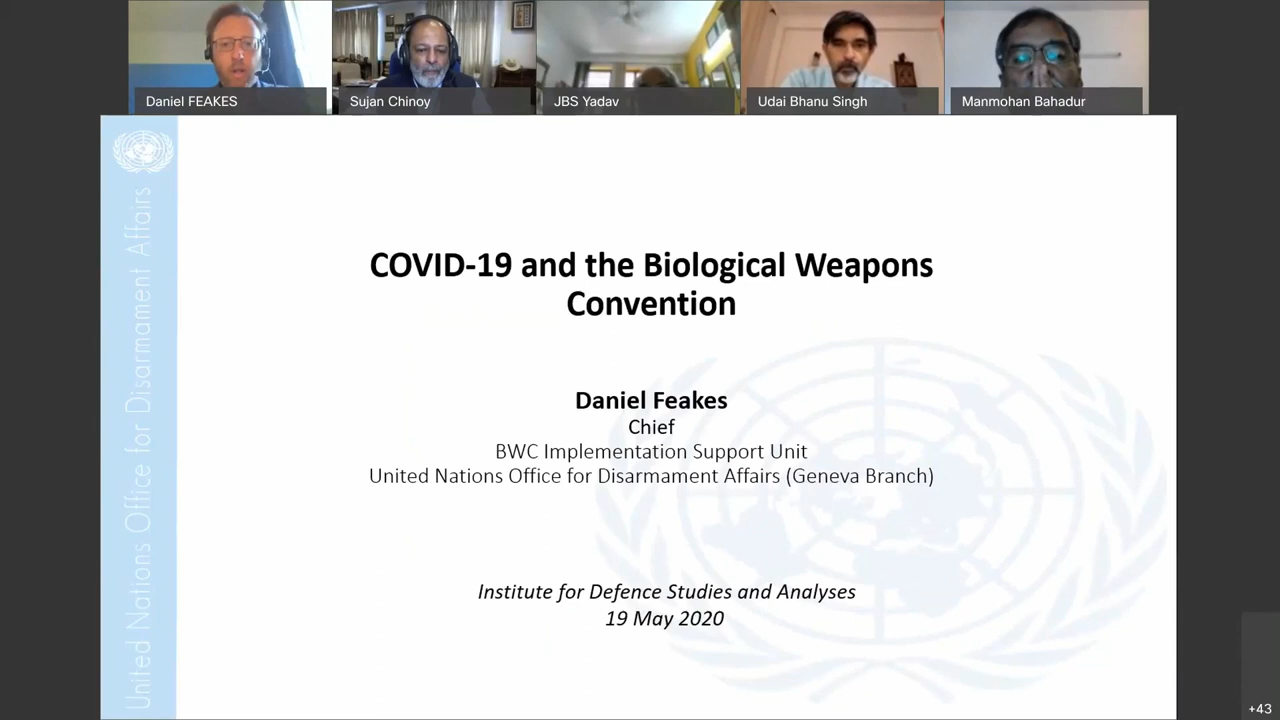 Daniel FEAKES
Sujan Chinoy
JBS Yadav
Udai Bhanu Singh
Manmohan Bahadur
United Nations Office for Disarmament Affairs
COVID-19 and the Biological Weapons
Convention
Daniel Feakes
Chief
BWC Implementation Support Unit
United Nations Office for Disarmament Affairs (Geneva Branch)
Institute for Defence Studies and Analyses
19 May 2020
+43